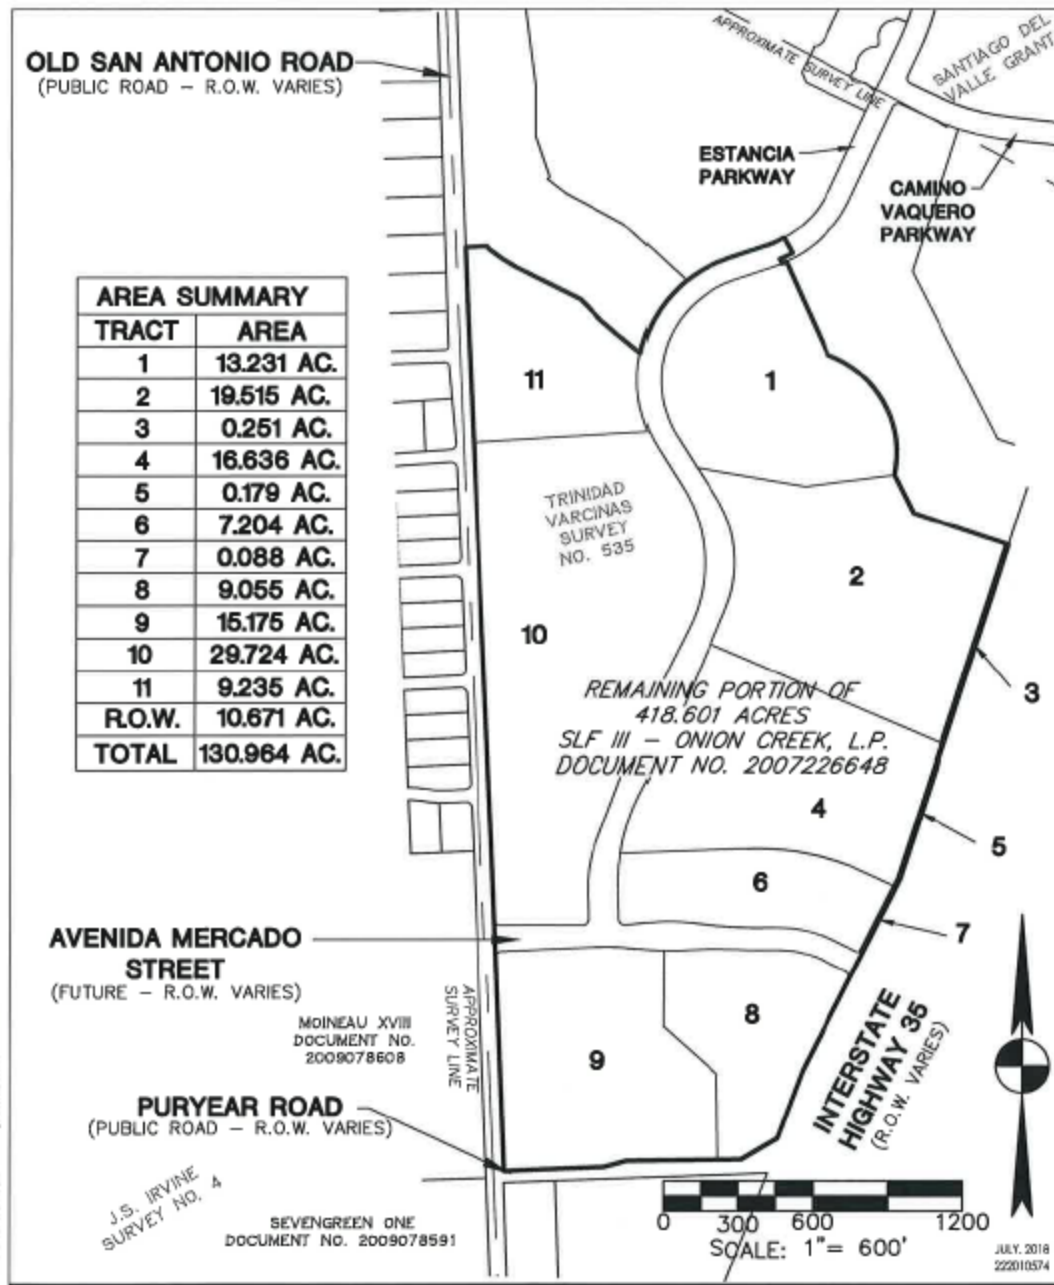 OLD SAN ANTONIO ROAD
(PUBLIC ROAD – R.O.W. VARIES)
APPROXIMATE SURVEY LINE
SANTIAGO DEL
VALLE GRANT
ESTANCIA
PARKWAY
CAMINO
VAQUERO
PARKWAY
AREA SUMMARY
TRACT AREA
1 13.231 AC.
2 19.515 AC.
3 0.251 AC.
4 16.636 AC.
5 0.179 AC.
6 7.204 AC.
7 0.088 AC.
8 9.055 AC.
9 15.175 AC.
10 29.724 AC.
11 9.235 AC.
R.O.W. 10.671 AC.
TOTAL 130.964 AC.
11
1
TRINIDAD
VARCINAS
SURVEY
NO. 535
2
10
REMAINING PORTION OF
418.601 ACRES
SLF III – ONION CREEK, L.P.
DOCUMENT NO. 2007226648
3
4
5
6
7
AVENIDA MERCADO
STREET
(FUTURE – R.O.W. VARIES)
MOINEAU XVIII
DOCUMENT NO.
2009078608
APPROXIMATE
SURVEY LINE
8
9
INTERSTATE
HIGHWAY 35
(R.O.W. VARIES)
PURYEAR ROAD
(PUBLIC ROAD – R.O.W. VARIES)
J.S. IRVINE
SURVEY NO. 4
SEVENGREEN ONE
DOCUMENT NO. 2009078591
0 300 600 1200
SCALE: 1"= 600'
JULY, 2018
222010574